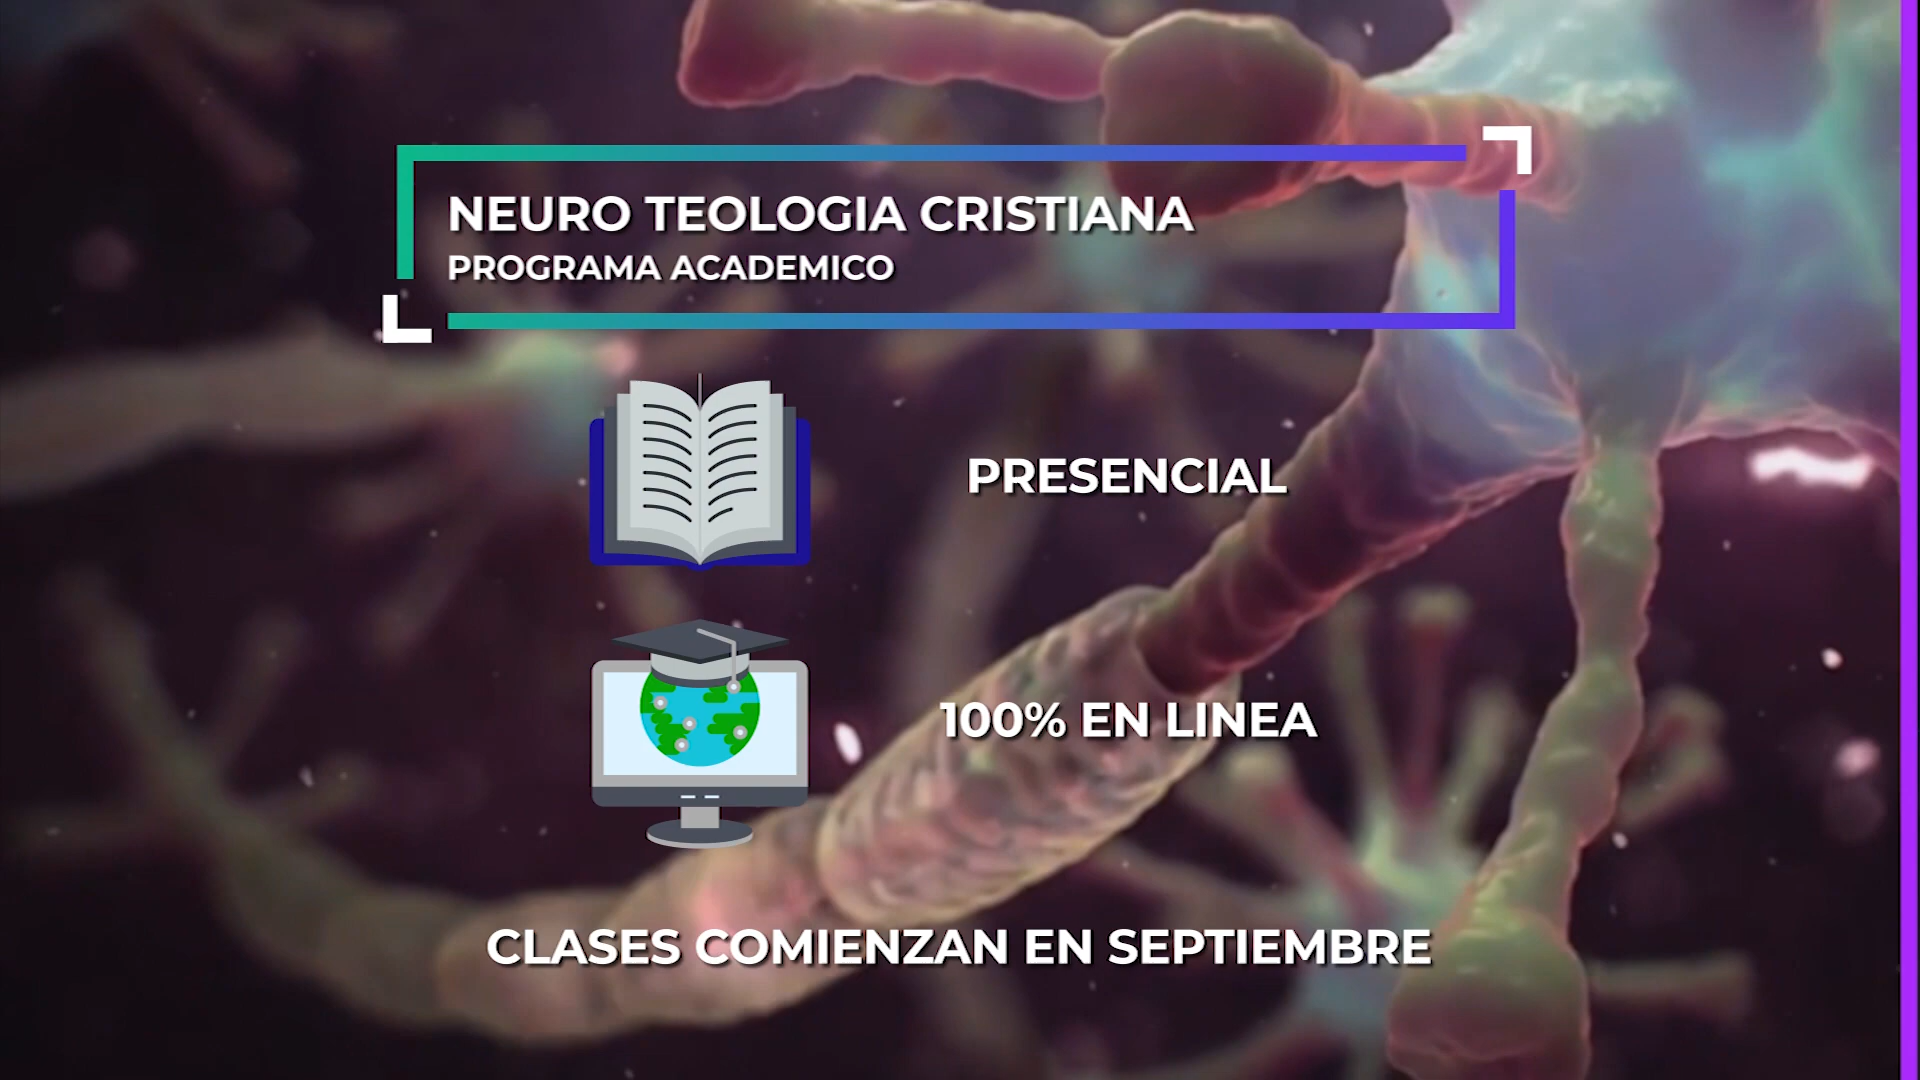 NEURO TEOLOGIA CRISTIANA
PROGRAMA ACADEMICO
PRESENCIAL
100% EN LINEA
CLASES COMIENZAN EN SEPTIEMBRE